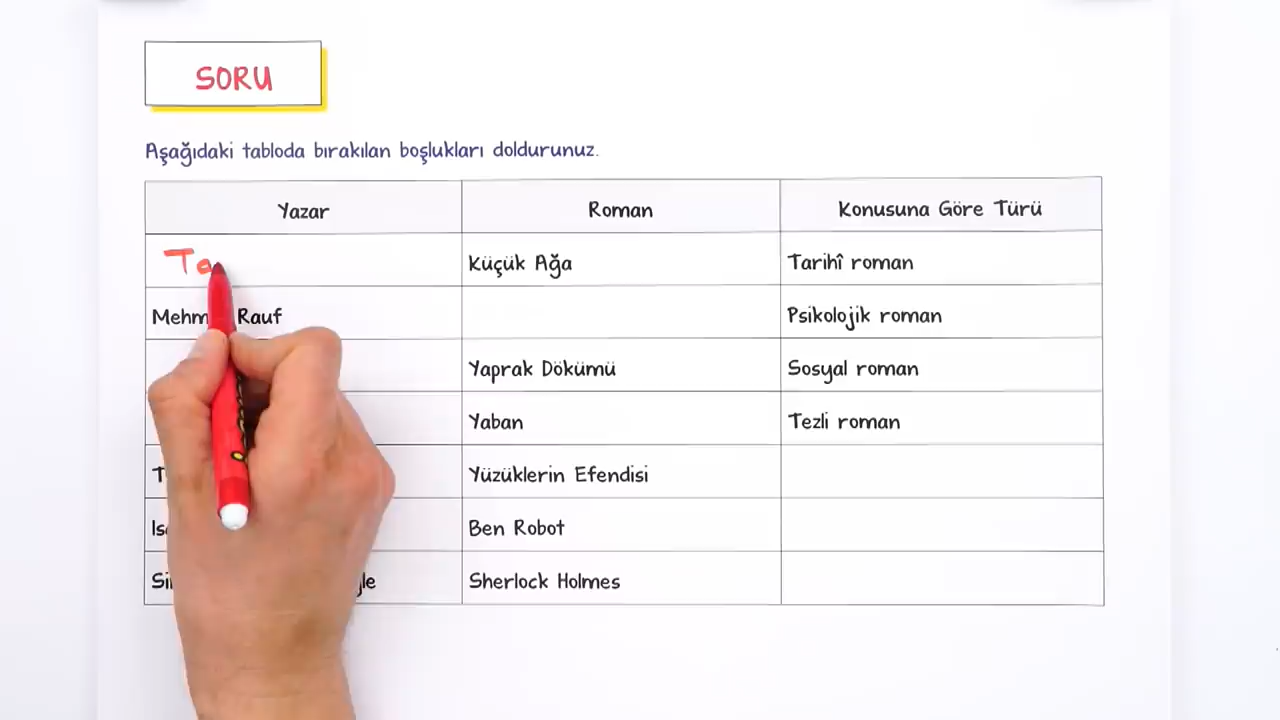 SORU
Aşağıdaki tabloda bırakılan boşlukları doldurunuz.
Yazar Roman Konusuna Göre Türü
Küçük Ağa Tarihî roman
Rauf Psikolojik roman
Yaprak Dökümü Sosyal roman
Yaban Tezli roman
Yüzüklerin Efendisi
Ben Robot
Sherlock Holmes